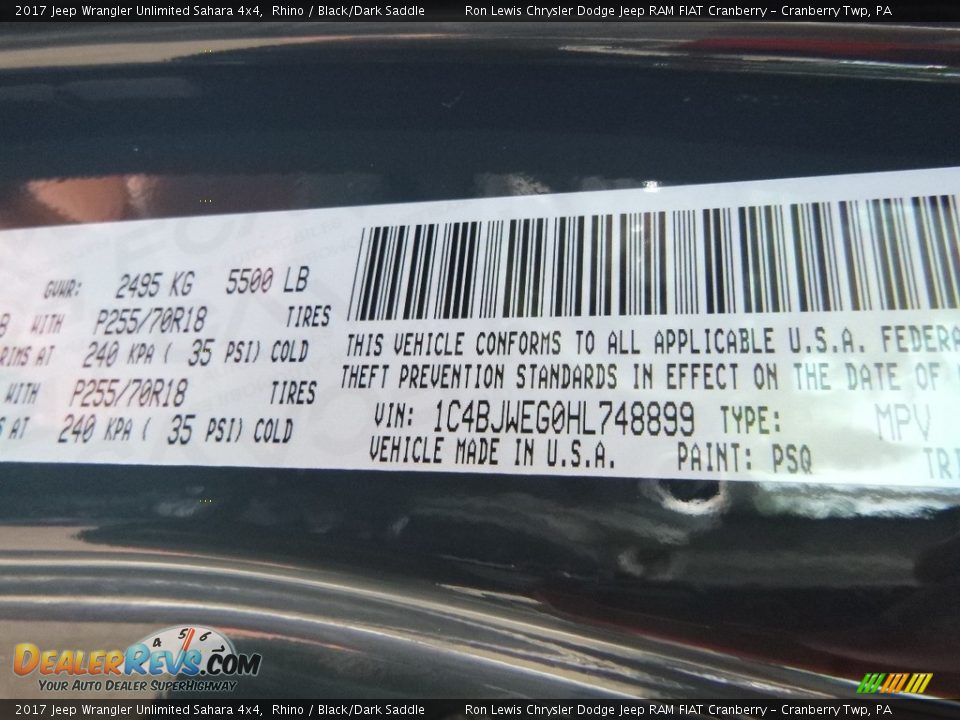 2017 Jeep Wrangler Unlimited Sahara 4x4, Rhino / Black/Dark Saddle Ron Lewis Chrysler Dodge Jeep RAM FIAT Cranberry - Cranberry Twp, PA
GVWR: 2495 KG 5500 LB
B WITH P255/70R18 TIRES
RIMS AT 240 KPA ( 35 PSI) COLD
WITH P255/70R18 TIRES
S AT 240 KPA ( 35 PSI) COLD
THIS VEHICLE CONFORMS TO ALL APPLICABLE U.S.A. FEDERA
THEFT PREVENTION STANDARDS IN EFFECT ON THE DATE OF
VIN: 1C4BJWEG0HL748899 TYPE: MPV
VEHICLE MADE IN U.S.A. PAINT: PSQ TRI
4 5 6
DealerRevs.com
Your Auto Dealer SuperHighway
2017 Jeep Wrangler Unlimited Sahara 4x4, Rhino / Black/Dark Saddle Ron Lewis Chrysler Dodge Jeep RAM FIAT Cranberry - Cranberry Twp, PA